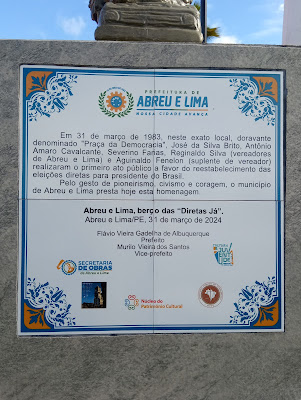 PREFEITURA DE
ABREU E LIMA
NOSSA CIDADE AVANÇA
Em 31 de março de 1983, neste exato local, doravante
denominado "Praça da Democracia", José da Silva Brito, Antônio
Amaro Cavalcante, Severino Farias, Reginaldo Silva (vereadores
de Abreu e Lima) e Aguinaldo Fenelon (suplente de vereador)
realizaram o primeiro ato público a favor do reestabelecimento das
eleições diretas para presidente do Brasil.
Pelo gesto de pioneirismo, civismo e coragem, o município
de Abreu e Lima presta hoje esta homenagem.
Abreu e Lima, berço das "Diretas Já".
Abreu e Lima/PE, 31 de março de 2024
Flávio Vieira Gadelha de Albuquerque
Prefeito
Murilo Vieira dos Santos
Vice-prefeito
SECRETARIA
DE OBRAS
Núcleo de
Patrimônio Cultural